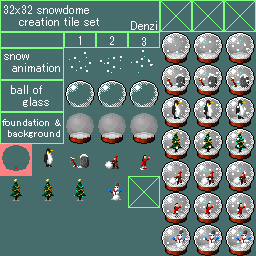 32x32 snowdome
creation tile set
Denzi
1 2 3
snow
animation
ball of
glass
foundation &
background